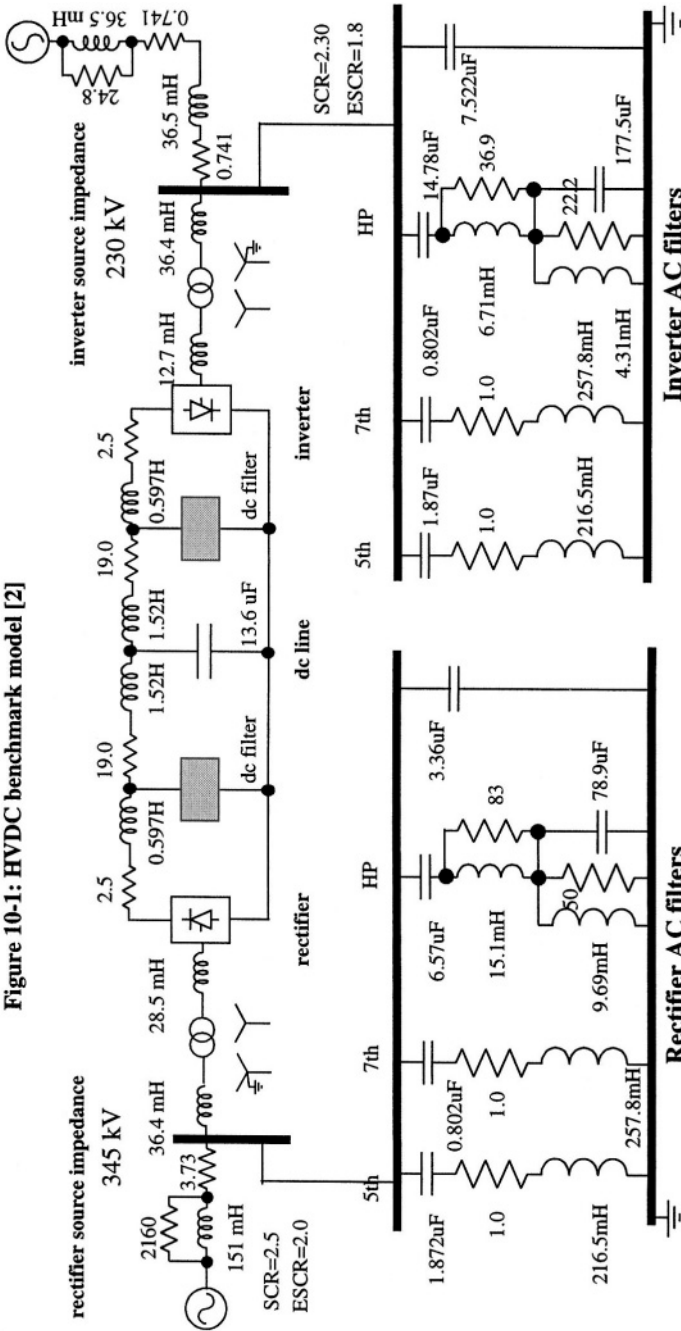 Figure 10-1: HVDC benchmark model [2]
rectifier source impedance
345 kV
2160
151 mH
3.73
36.4 mH
28.5 mH
SCR=2.5
ESCR=2.0
rectifier
2.5
0.597H
19.0
1.52H
1.52H
19.0
0.597H
2.5
dc filter
13.6 uF
dc filter
dc line
inverter
inverter source impedance
230 kV
12.7 mH
36.4 mH
0.741
36.5 mH
24.8
36.5 mH
0.741
SCR=2.30
ESCR=1.8
5th
7th
HP
1.872uF
0.802uF
6.57uF
3.36uF
1.0
1.0
15.1mH
83
216.5mH
257.8mH
9.69mH
50
78.9uF
Rectifier AC filters
5th
7th
HP
1.87uF
0.802uF
14.78uF
7.522uF
1.0
1.0
6.71mH
36.9
216.5mH
257.8mH
4.31mH
22.2
177.5uF
Inverter AC filters